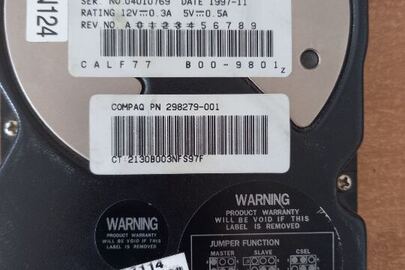 N124
SER. NO.04010769 DATE 1997-11
RATING 12V⎓0.3A 5V⎓0.5A
REV NO A 0 1 2 3 4 5 6 7 8 9
CALF77 B00-9801z
COMPAQ PN 298279-001
CT:2130B003NFS97F
WARNING
PRODUCT WARRANTY
WILL BE VOID IF THIS
LABEL IS REMOVED
WARNING
PRODUCT WARRANTY
WILL BE VOID IF THIS
LABEL IS REMOVED
JUMPER FUNCTION
MASTER SLAVE CSEL
114